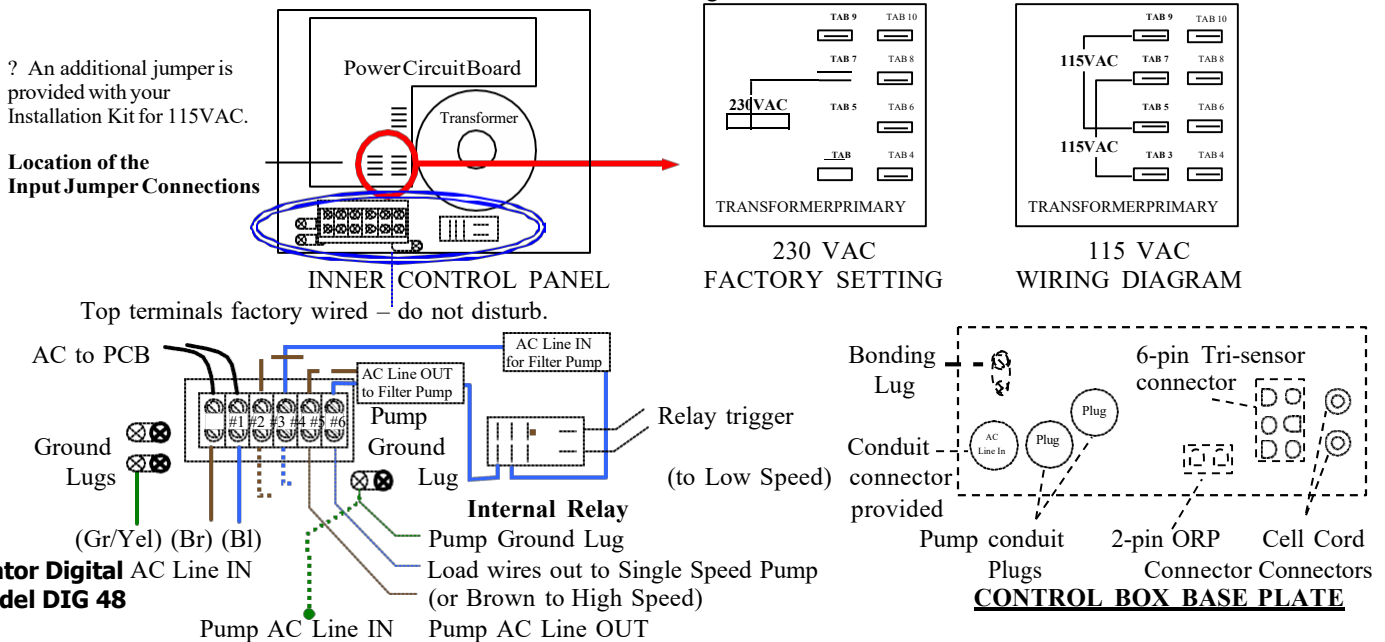 ? An additional jumper is
provided with your
Installation Kit for 115VAC.
Location of the
Input Jumper Connections
PowerCircuitBoard
Transformer
INNER CONTROL PANEL
TAB 9 TAB 10
TAB 7 TAB 8
230VAC
TAB 5 TAB 6
TAB TAB 4
TRANSFORMERPRIMARY
230 VAC
FACTORY SETTING
TAB 9 TAB 10
115VAC TAB 7 TAB 8
TAB 5 TAB 6
115VAC
TAB 3 TAB 4
TRANSFORMERPRIMARY
115 VAC
WIRING DIAGRAM
Top terminals factory wired – do not disturb.
AC to PCB
AC Line IN
for Filter Pump
AC Line OUT
to Filter Pump
#1 #2 #3 #4 #5 #6
Ground
Lugs
Pump
Ground
Lug
Relay trigger
(to Low Speed)
Internal Relay
(Gr/Yel) (Br) (Bl)
ator Digital AC Line IN
del DIG 48
Pump Ground Lug
Load wires out to Single Speed Pump
(or Brown to High Speed)
Pump AC Line IN Pump AC Line OUT
Bonding
Lug
6-pin Tri-sensor
connector
Plug
Plug
AC
Line In
Conduit
connector
provided
Pump conduit
Plugs
2-pin ORP
Connector
Cell Cord
Connectors
CONTROL BOX BASE PLATE